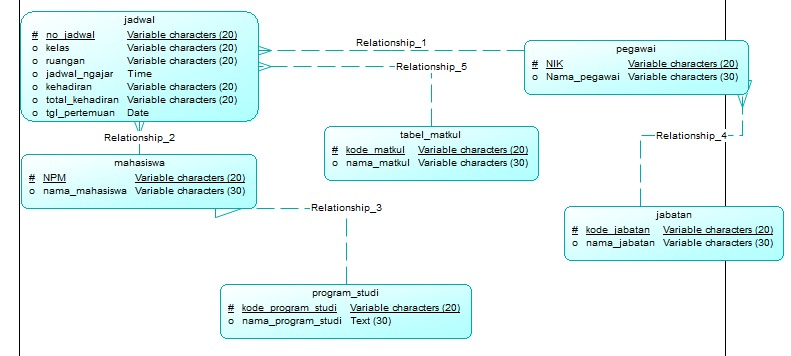 jadwal
# no_jadwal Variable characters (20)
o kelas Variable characters (20)
o ruangan Variable characters (20)
o jadwal_ngajar Time
o kehadiran Variable characters (20)
o total_kehadiran Variable characters (20)
o tgl_pertemuan Date
Relationship_1
Relationship_5
pegawai
# NIK Variable characters (20)
o Nama_pegawai Variable characters (30)
Relationship_2
tabel_matkul
# kode_matkul Variable characters (20)
o nama_matkul Variable characters (30)
Relationship_4
mahasiswa
# NPM Variable characters (20)
o nama_mahasiswa Variable characters (30)
Relationship_3
jabatan
# kode_jabatan Variable characters (20)
o nama_jabatan Variable characters (30)
program_studi
# kode_program_studi Variable characters (20)
o nama_program_studi Text (30)